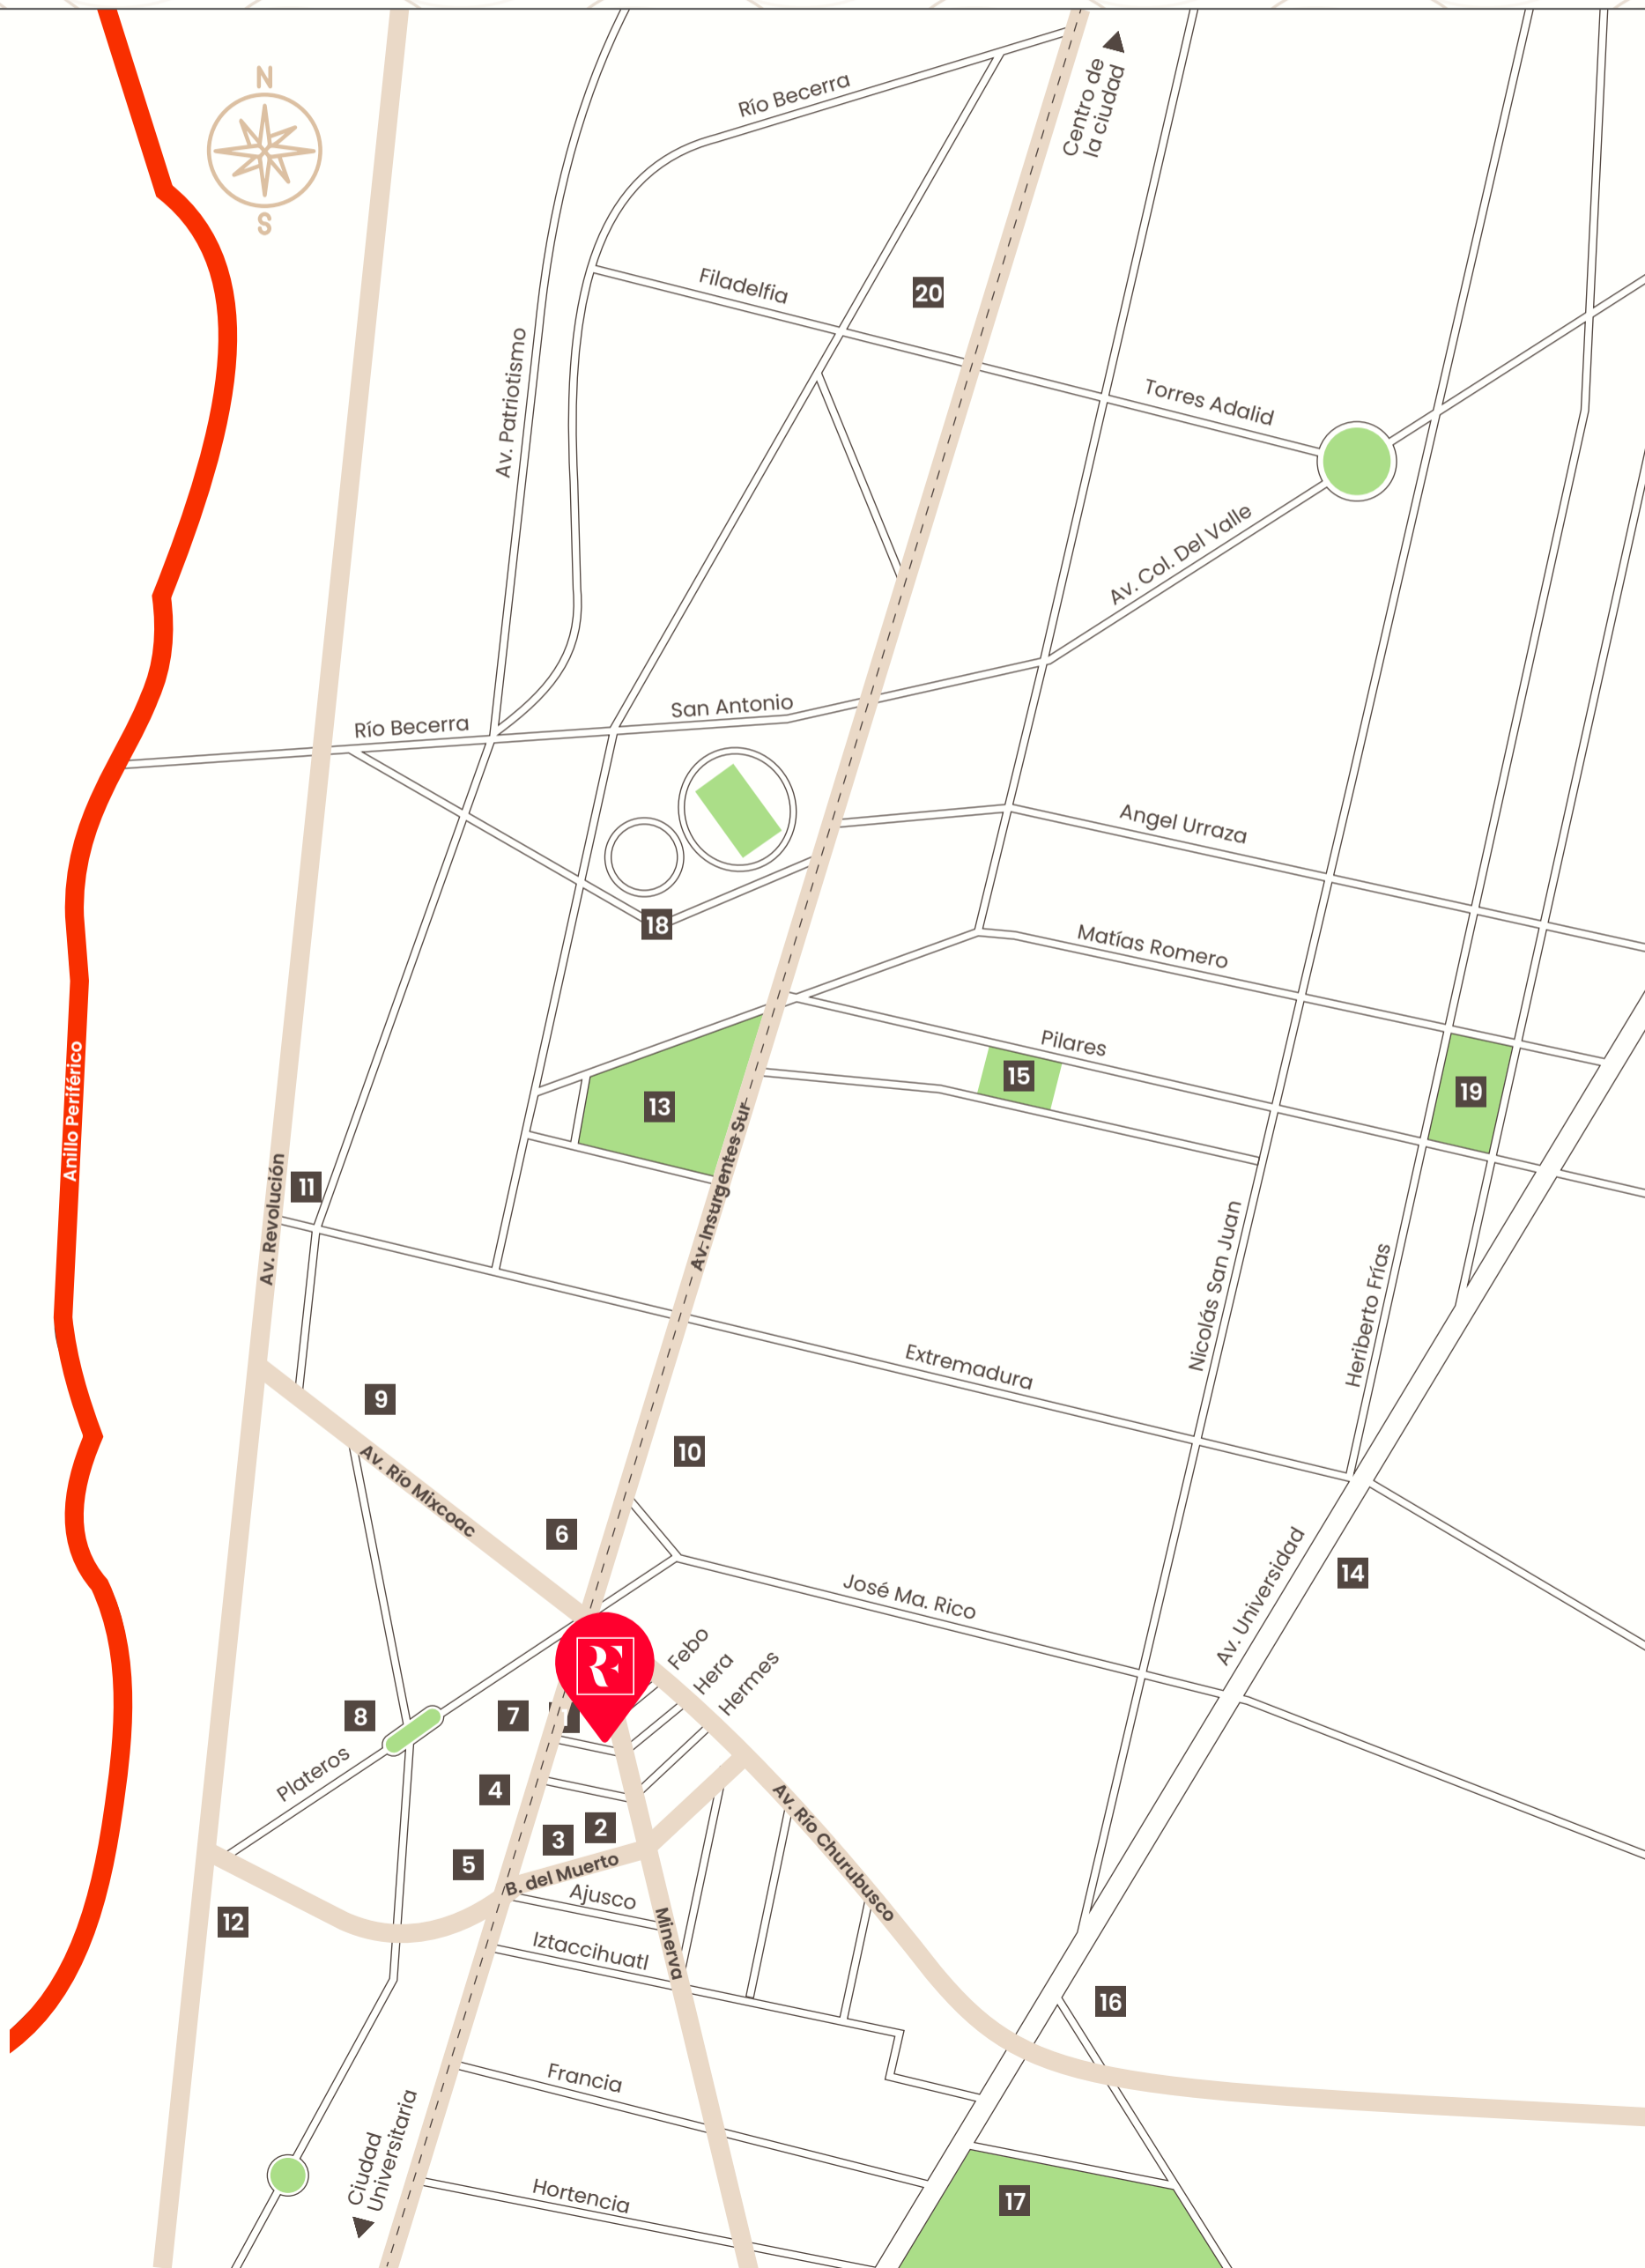 N
S
Centro de
la ciudad
Río Becerra
Filadelfia
20
Av. Patriotismo
Torres Adalid
Av. Col. Del Valle
San Antonio
Río Becerra
Angel Urraza
18
Matías Romero
Pilares
15
19
13
Anillo Periférico
Av. Insurgentes Sur
Av. Revolución
11
Nicolás San Juan
Heriberto Frías
Extremadura
9
10
Av. Río Mixcoac
6
14
José Ma. Rico
Av. Universidad
RF
Febo
Hera
Hermes
8
7
Plateros
4
Av. Río Churubusco
2
3
5
B. del Muerto
Ajusco
12
Minerva
Iztaccihuatl
16
Francia
Ciudad
Universitaria
Hortencia
17